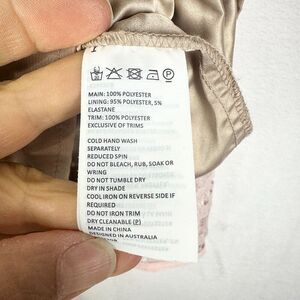 MAIN: 100% POLYESTER
LINING: 95% POLYESTER, 5%
ELASTANE
TRIM: 100% POLYESTER
EXCLUSIVE OF TRIMS
COLD HAND WASH
SEPARATELY
REDUCED SPIN
DO NOT BLEACH, RUB, SOAK OR
WRING
DO NOT TUMBLE DRY
DRY IN SHADE
COOL IRON ON REVERSE SIDE IF
REQUIRED
DO NOT IRON TRIM
DRY CLEANABLE (P)
MADE IN CHINA
DESIGNED IN AUSTRALIA